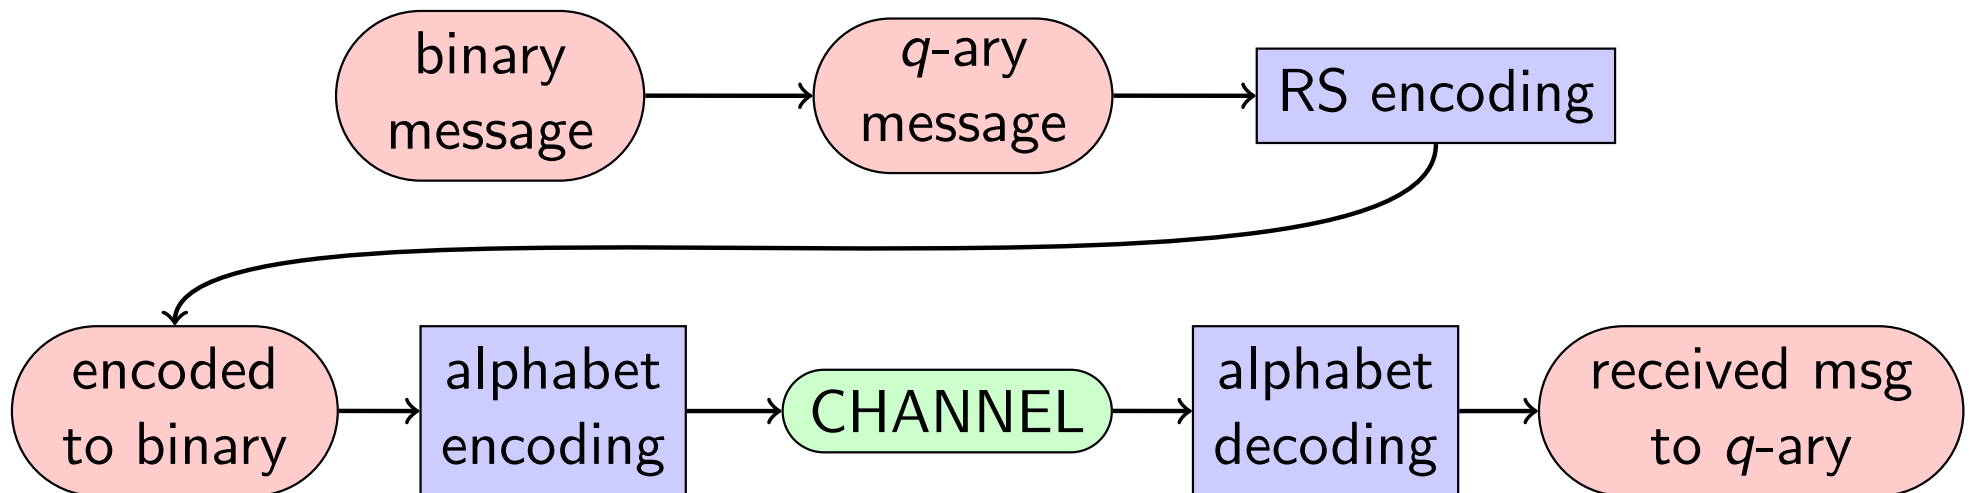 binary
message
q-ary
message
RS encoding
encoded
to binary
alphabet
encoding
CHANNEL
alphabet
decoding
received msg
to q-ary